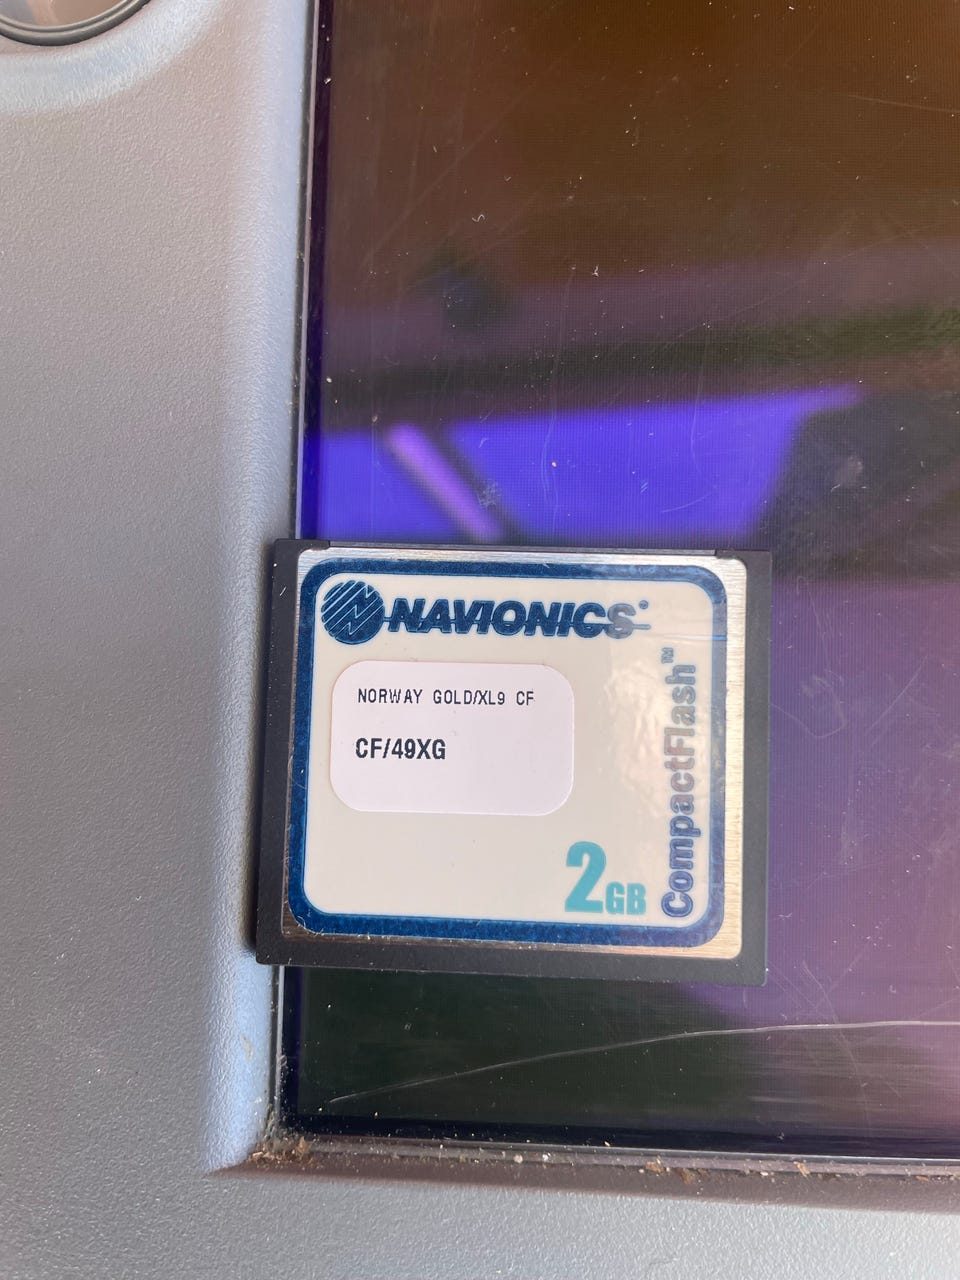 NAVIONICS
NORWAY GOLD/XL9 CF
CF/49XG
2GB
CompactFlash™